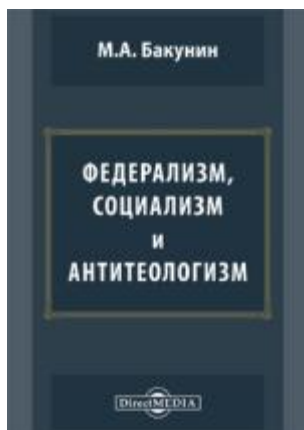 М.А. Бакунин
ФЕДЕРАЛИЗМ,
СОЦИАЛИЗМ
и
АНТИТЕОЛОГИЗМ
DirectMEDIA